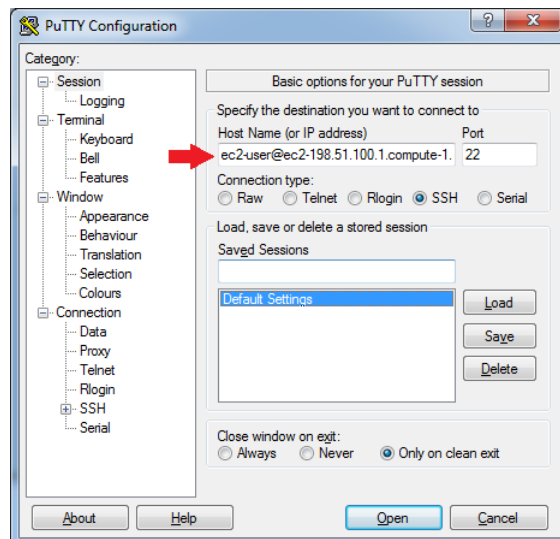 PuTTY Configuration
Category:
Session
Logging
Terminal
Keyboard
Bell
Features
Window
Appearance
Behaviour
Translation
Selection
Colours
Connection
Data
Proxy
Telnet
Rlogin
SSH
Serial
Basic options for your PuTTY session
Specify the destination you want to connect to
Host Name (or IP address) Port
ec2-user@ec2-198.51.100.1.compute-1. 22
Connection type:
Raw Telnet Rlogin SSH Serial
Load, save or delete a stored session
Saved Sessions
Default Settings
Load
Save
Delete
Close window on exit:
Always Never Only on clean exit
About Help Open Cancel